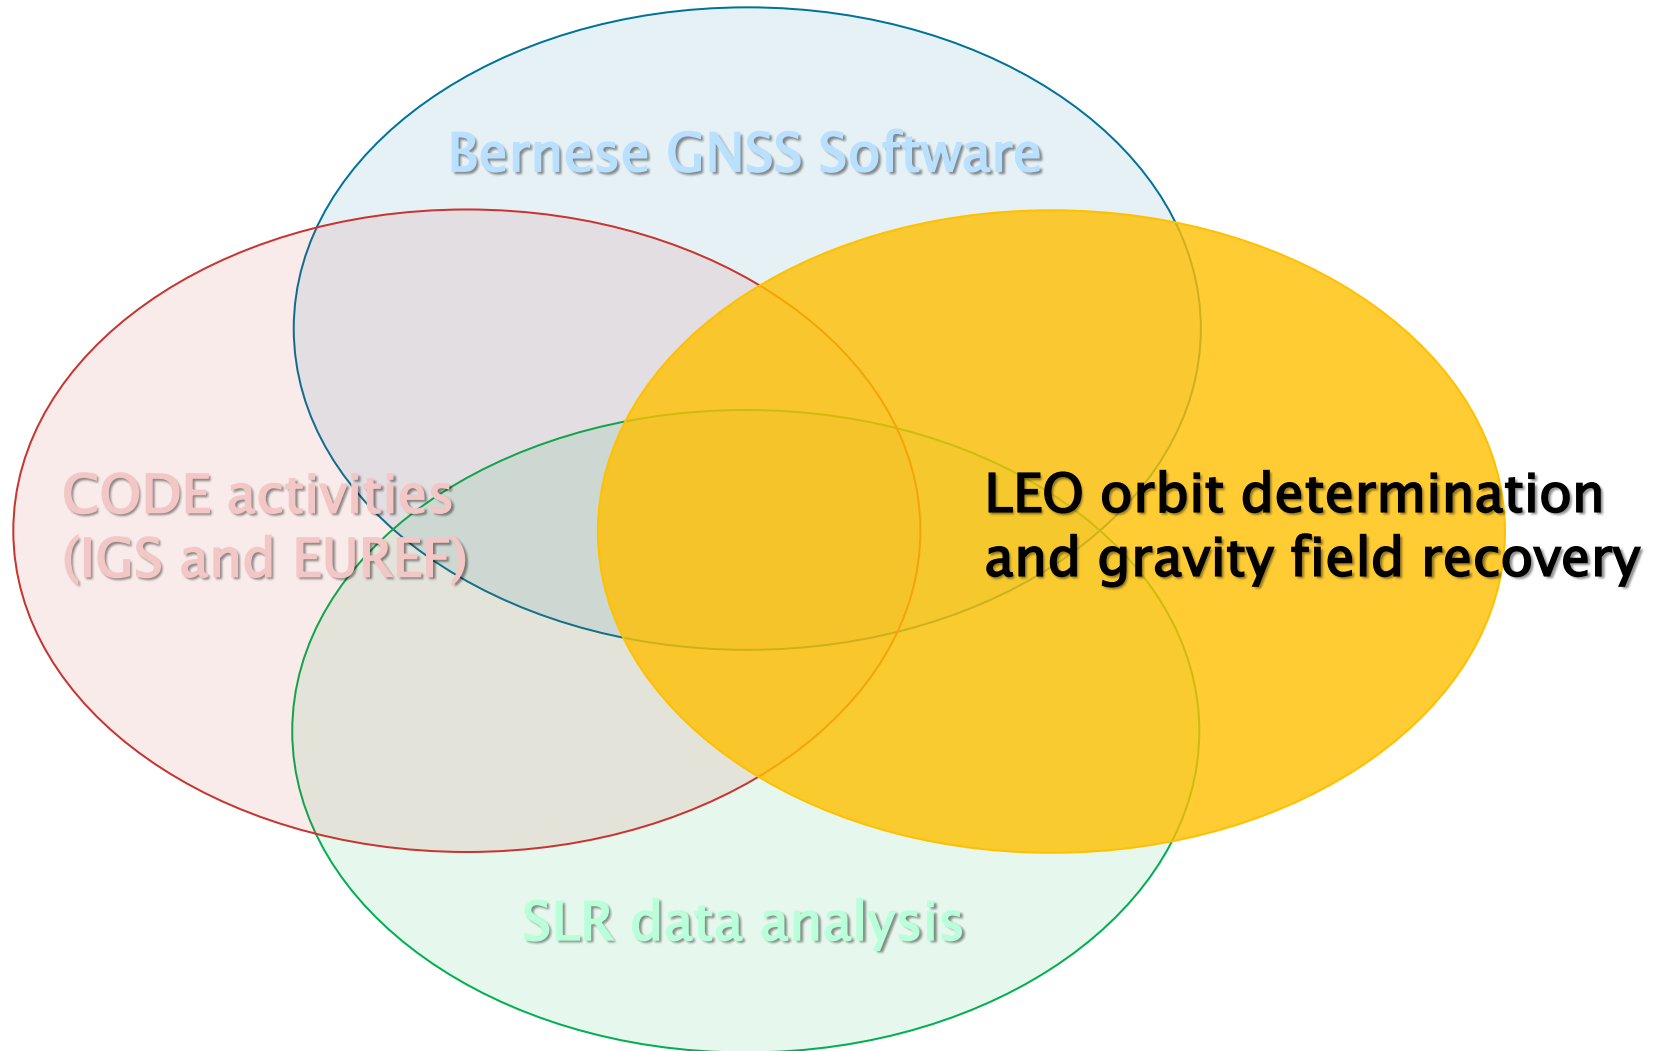 Bernese GNSS Software
CODE activities
(IGS and EUREF)
LEO orbit determination
and gravity field recovery
SLR data analysis